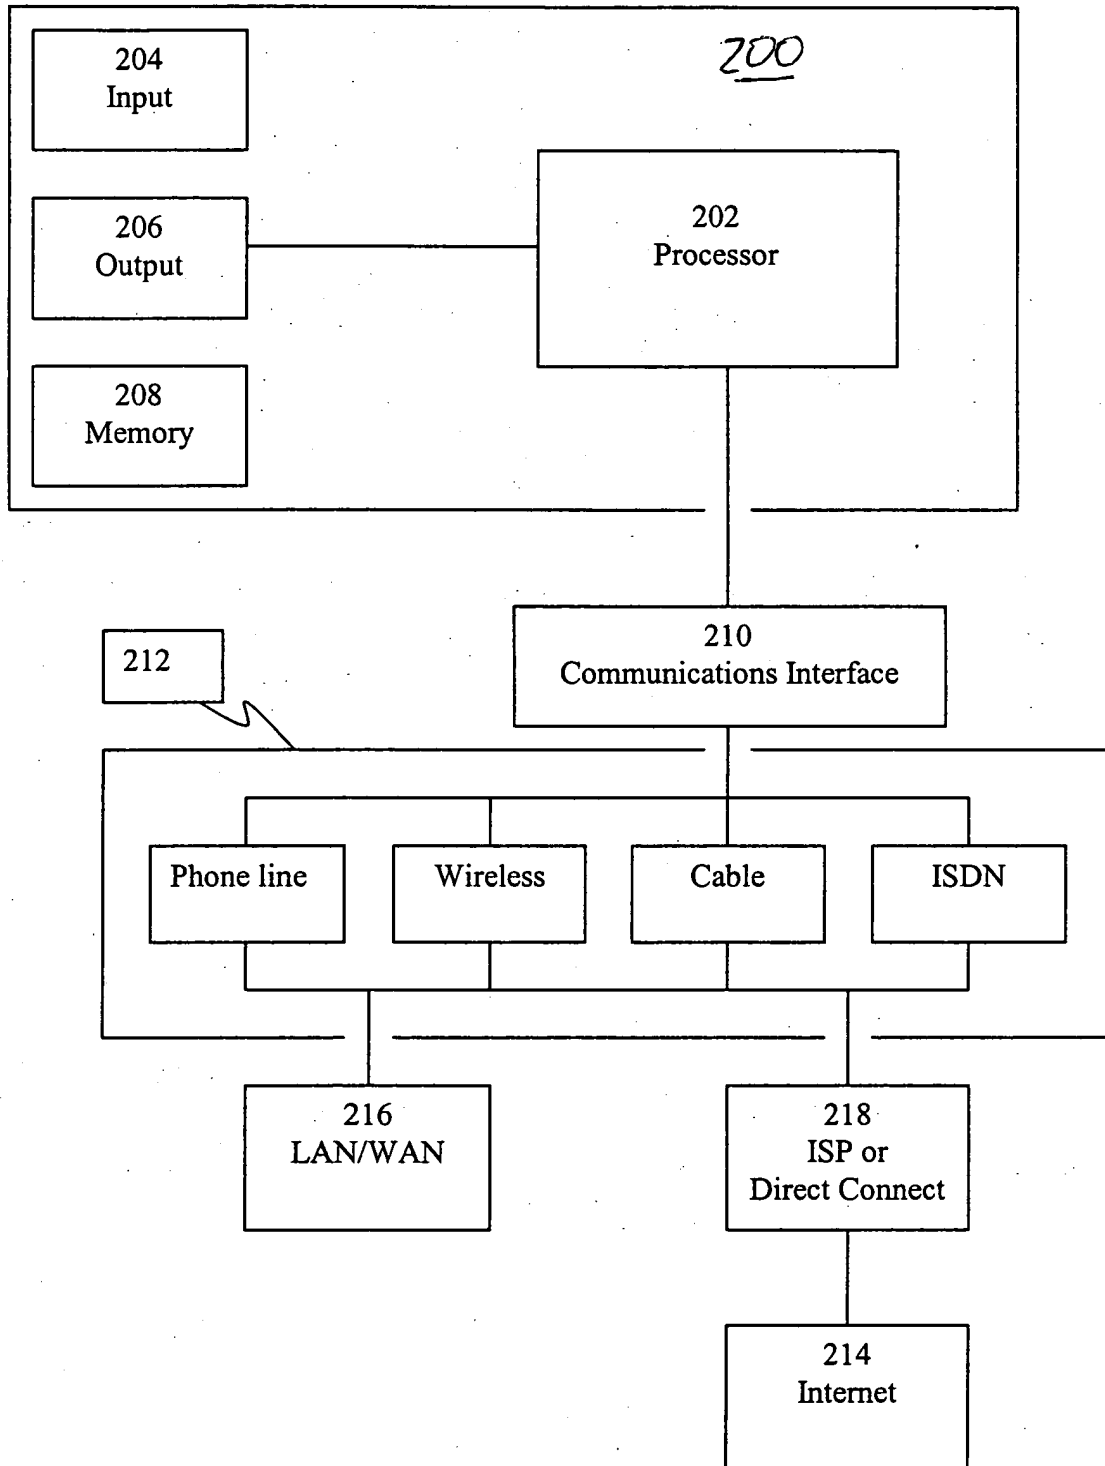 200
204
Input
202
Processor
206
Output
208
Memory
210
Communications Interface
212
Phone line
Wireless
Cable
ISDN
216
LAN/WAN
218
ISP or
Direct Connect
214
Internet